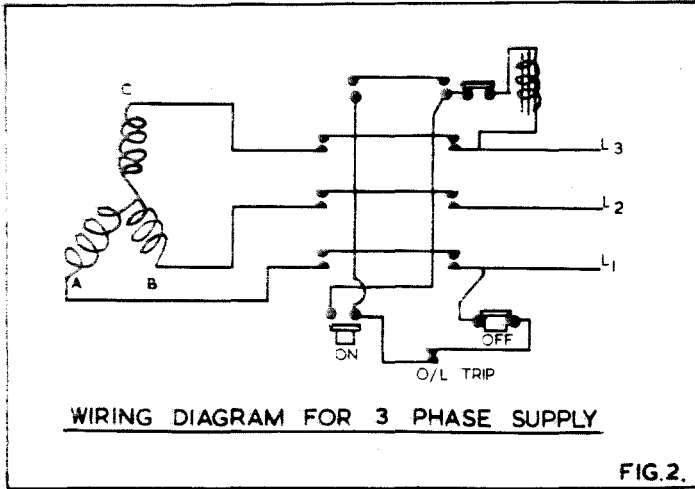 C
L3
L2
L1
A
B
ON
OFF
O/L TRIP
WIRING DIAGRAM FOR 3 PHASE SUPPLY
FIG.2.